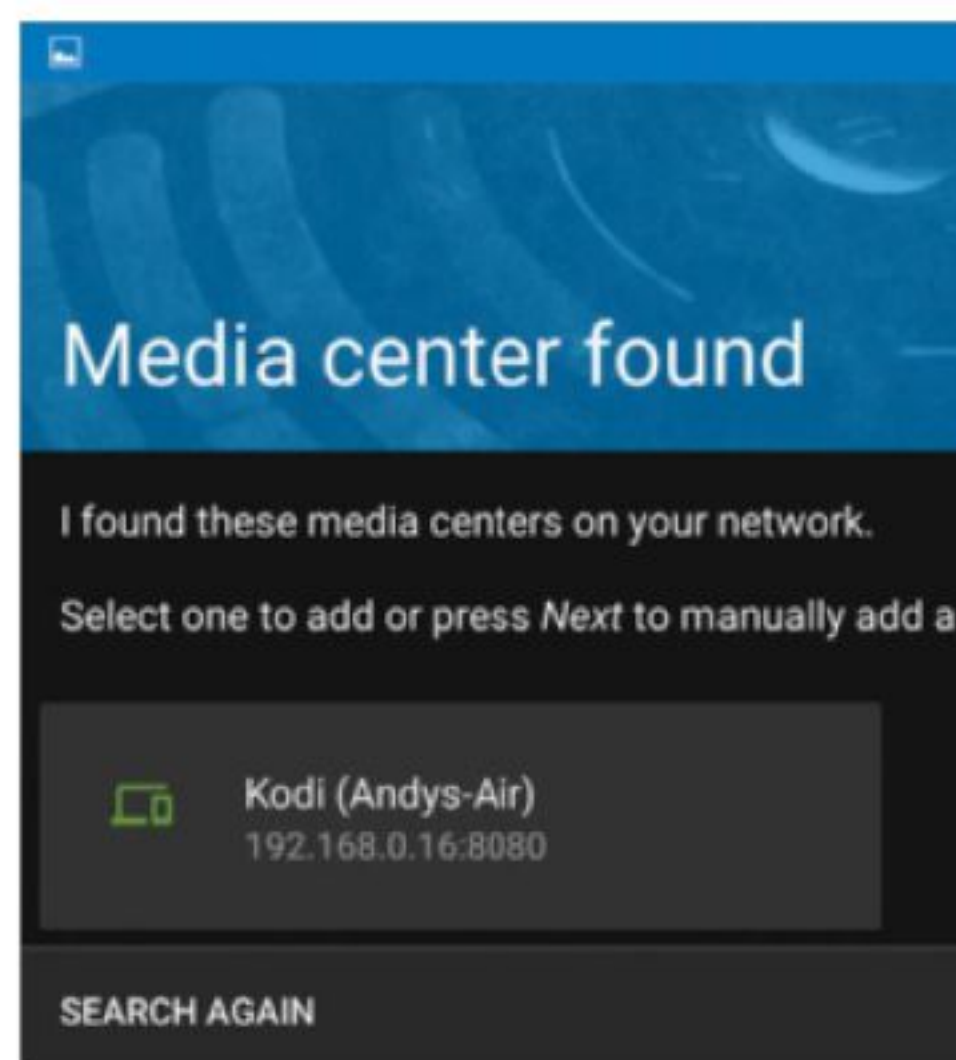 Media center found
I found these media centers on your network.
Select one to add or press Next to manually add a
Kodi (Andys-Air)
192.168.0.16:8080
SEARCH AGAIN